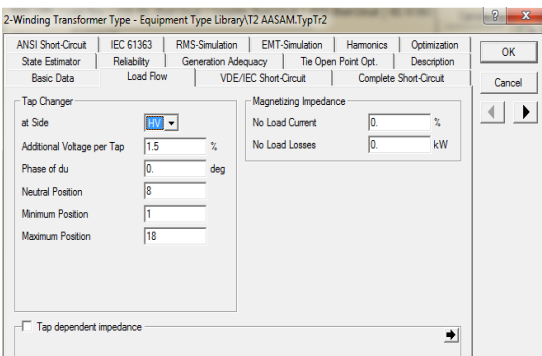 2-Winding Transformer Type - Equipment Type Library\T2 AASAM.TypTr2
ANSI Short-Circuit IEC 61363 RMS-Simulation EMT-Simulation Harmonics Optimization
State Estimator Reliability Generation Adequacy Tie Open Point Opt. Description
Basic Data Load Flow VDE/IEC Short-Circuit Complete Short-Circuit
OK
Cancel
Tap Changer
at Side HV
Additional Voltage per Tap 1.5 %
Phase of du 0. deg
Neutral Position 8
Minimum Position 1
Maximum Position 18
Magnetizing Impedance
No Load Current 0. %
No Load Losses 0. kW
Tap dependent impedance